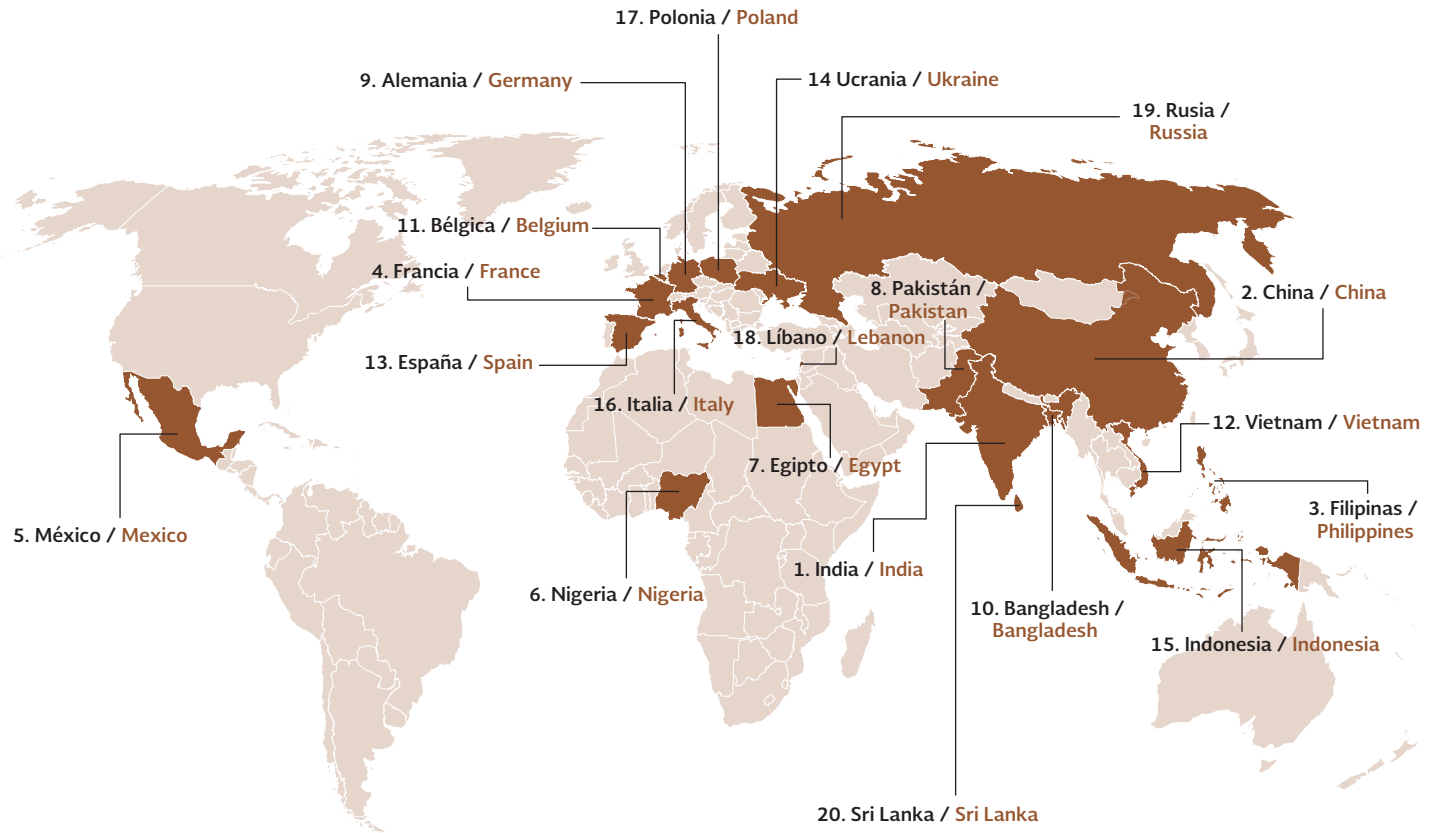 17. Polonia / Poland
9. Alemania / Germany
14 Ucrania / Ukraine
19. Rusia /
Russia
11. Bélgica / Belgium
4. Francia / France
8. Pakistán /
Pakistan
2. China / China
18. Líbano / Lebanon
13. España / Spain
16. Italia / Italy
12. Vietnam / Vietnam
7. Egipto / Egypt
3. Filipinas /
Philippines
5. México / Mexico
1. India / India
6. Nigeria / Nigeria
10. Bangladesh /
Bangladesh
15. Indonesia / Indonesia
20. Sri Lanka / Sri Lanka